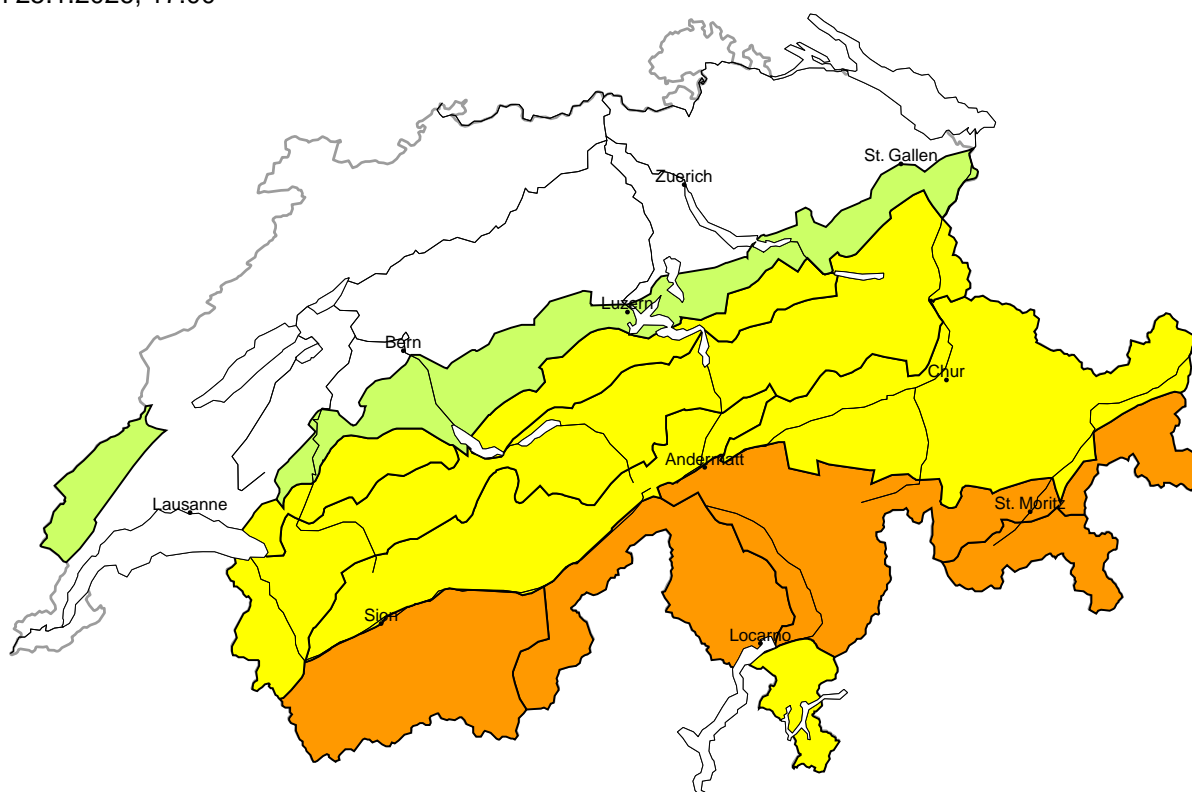 St. Gallen
Zuerich
Luzern
Bern
Chur
Andermatt
Lausanne
St. Moritz
Sion
Locarno